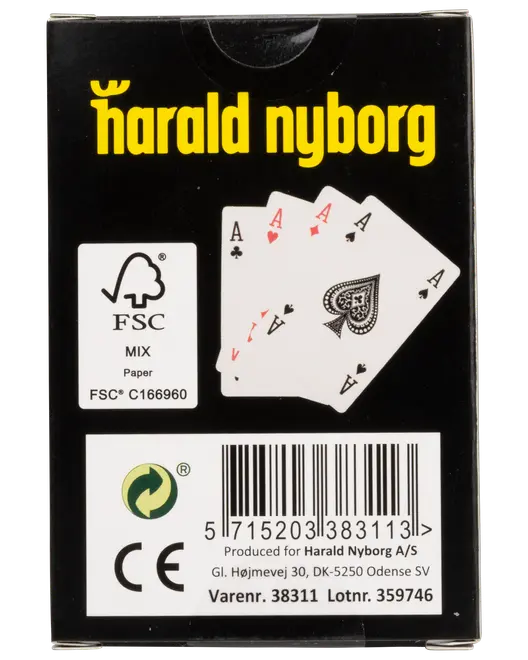 harald nyborg
A
A
A
A
A
A
A
®
FSC
MIX
Paper
FSC® C166960
®
5 715203 383113 >
CE
Produced for Harald Nyborg A/S
Gl. Højmevej 30, DK-5250 Odense SV
Varenr. 38311 Lotnr. 359746